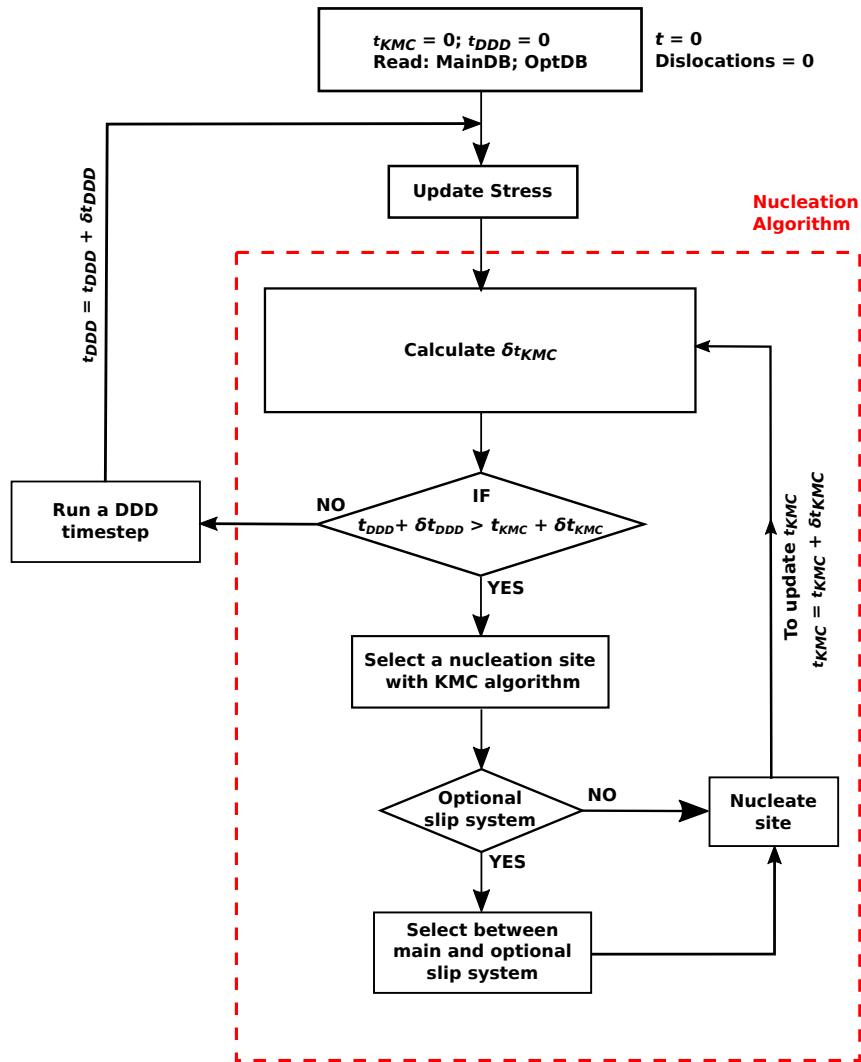 t_KMC = 0; t_DDD = 0
Read: MainDB; OptDB
t = 0
Dislocations = 0
Update Stress
Nucleation
Algorithm
t_DDD = t_DDD + δt_DDD
Calculate δt_KMC
IF
t_DDD + δt_DDD > t_KMC + δt_KMC
NO
Run a DDD
timestep
YES
Select a nucleation site
with KMC algorithm
To update t_KMC
t_KMC = t_KMC + δt_KMC
Optional
slip system
NO
Nucleate
site
YES
Select between
main and optional
slip system